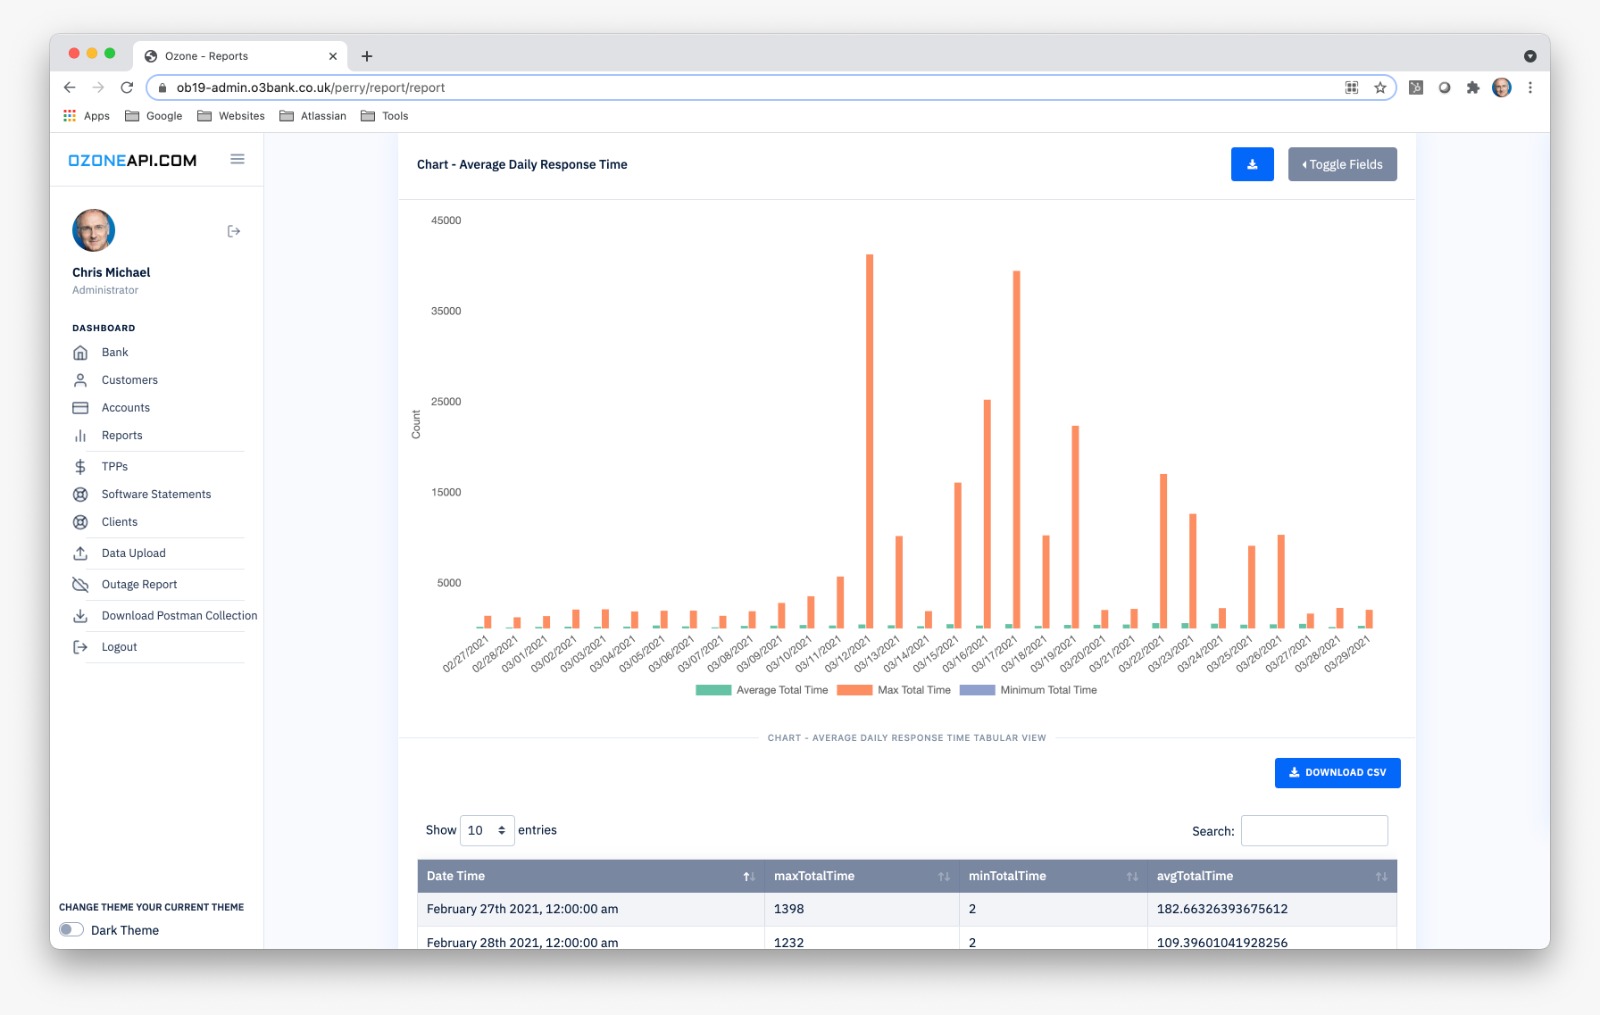 Ozone - Reports
ob19-admin.o3bank.co.uk/perry/report/report
Apps Google Websites Atlassian Tools
OZONEAPI.COM
Chris Michael
Administrator
DASHBOARD
Bank
Customers
Accounts
Reports
TPPs
Software Statements
Clients
Data Upload
Outage Report
Download Postman Collection
Logout
CHANGE THEME YOUR CURRENT THEME
Dark Theme
Chart - Average Daily Response Time
Toggle Fields
45000
35000
25000
15000
5000
Count
02/27/2021 02/28/2021 03/01/2021 03/02/2021 03/03/2021 03/04/2021 03/05/2021 03/06/2021 03/07/2021 03/08/2021 03/09/2021 03/10/2021 03/11/2021 03/12/2021 03/13/2021 03/14/2021 03/15/2021 03/16/2021 03/17/2021 03/18/2021 03/19/2021 03/20/2021 03/21/2021 03/22/2021 03/23/2021 03/24/2021 03/25/2021 03/26/2021 03/27/2021 03/28/2021 03/29/2021
Average Total Time Max Total Time Minimum Total Time
CHART - AVERAGE DAILY RESPONSE TIME TABULAR VIEW
DOWNLOAD CSV
Show 10 entries
Search:
Date Time maxTotalTime minTotalTime avgTotalTime
February 27th 2021, 12:00:00 am 1398 2 182.66326393675612
February 28th 2021, 12:00:00 am 1232 2 109.39601041928256